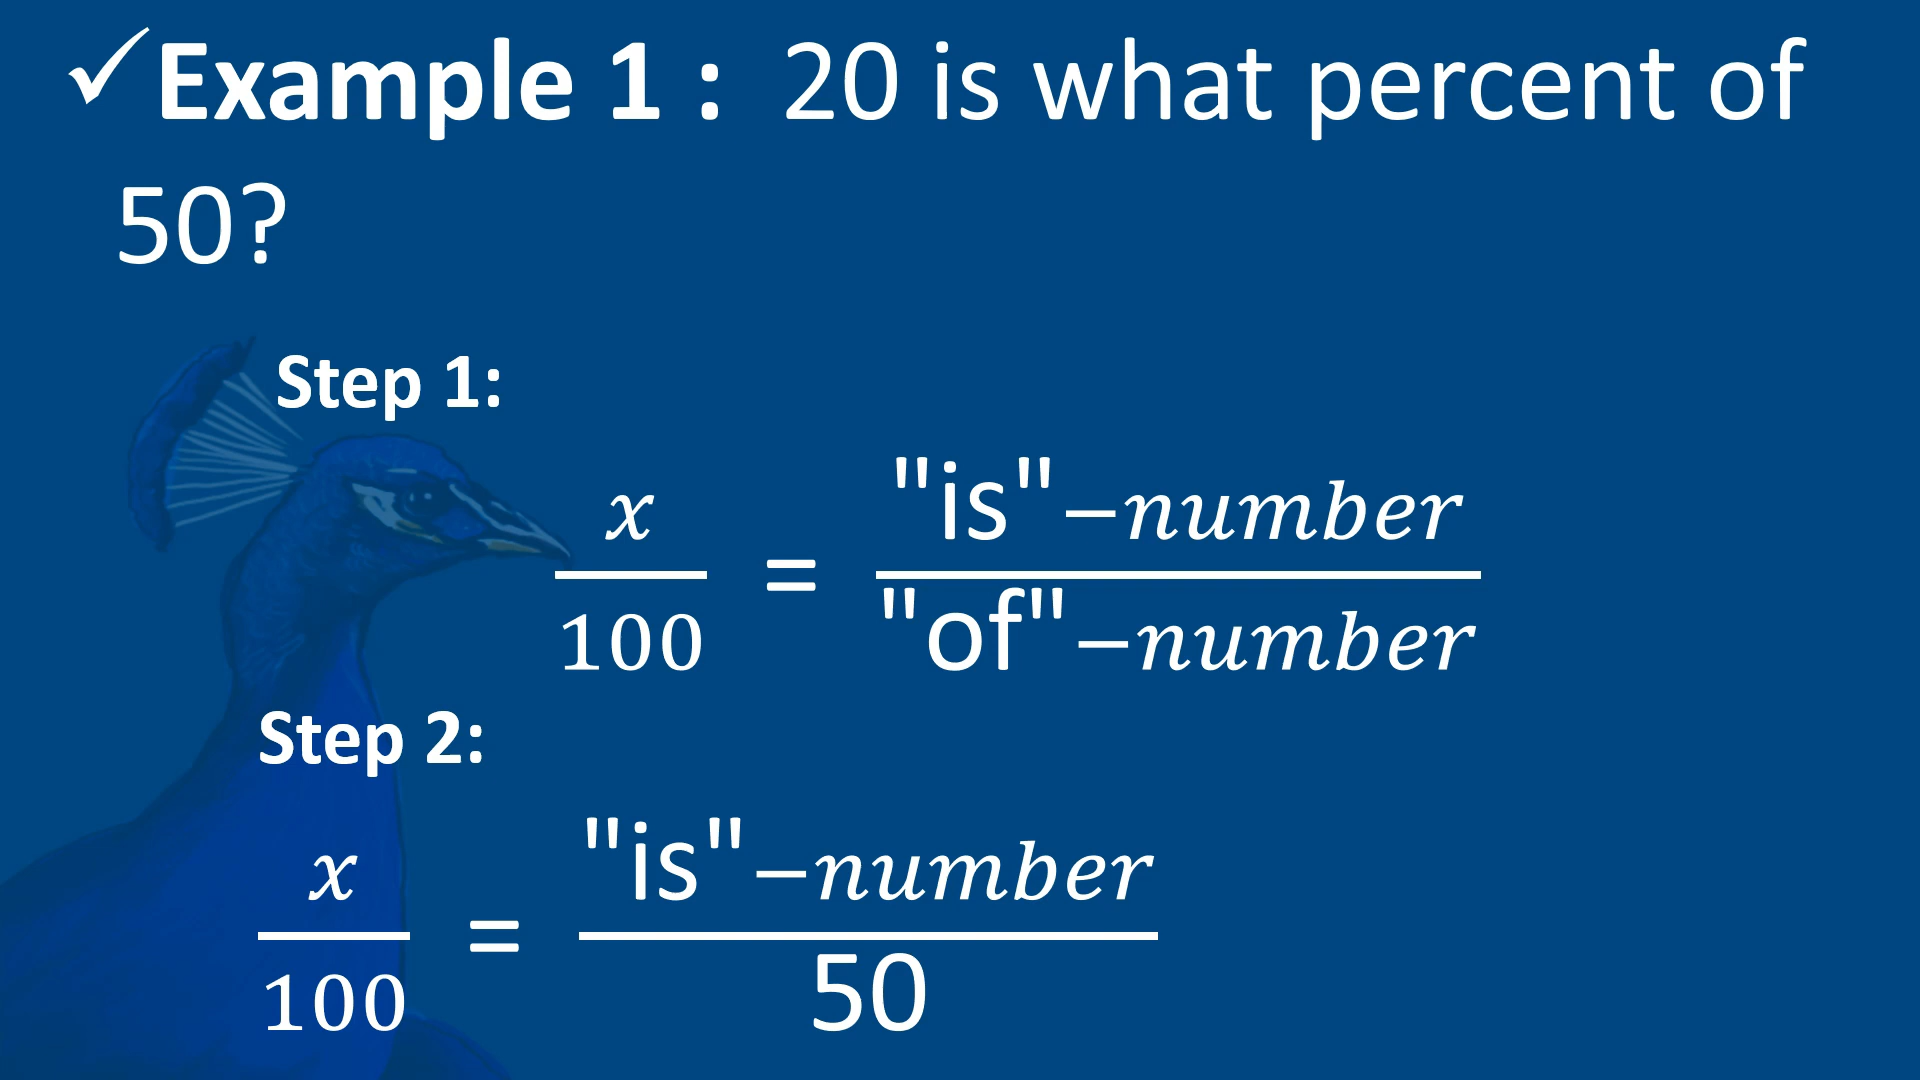 ✓Example 1 : 20 is what percent of
50?
Step 1:
x/100 = "is"−number/"of"−number
Step 2:
x/100 = "is"−number/50